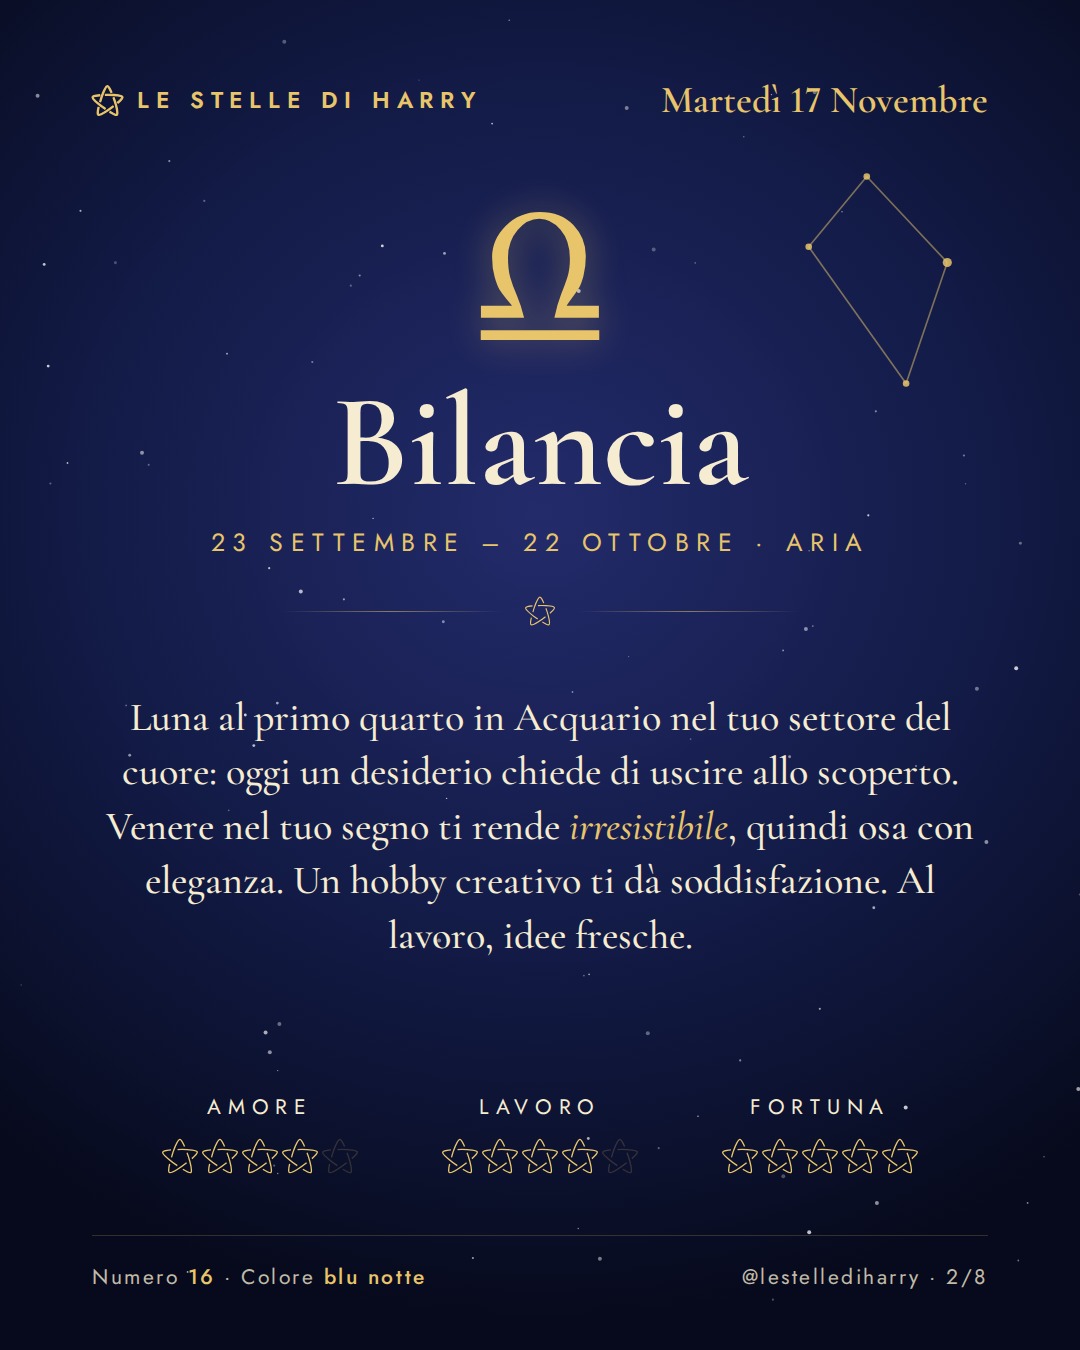 LE STELLE DI HARRY
Martedì 17 Novembre
♎
Bilancia
23 SETTEMBRE – 22 OTTOBRE · ARIA
Luna al primo quarto in Acquario nel tuo settore del
cuore: oggi un desiderio chiede di uscire allo scoperto.
Venere nel tuo segno ti rende irresistibile, quindi osa con
eleganza. Un hobby creativo ti dà soddisfazione. Al
lavoro, idee fresche.
AMORE
LAVORO
FORTUNA
Numero 16 · Colore blu notte
@lestellediharry · 2/8